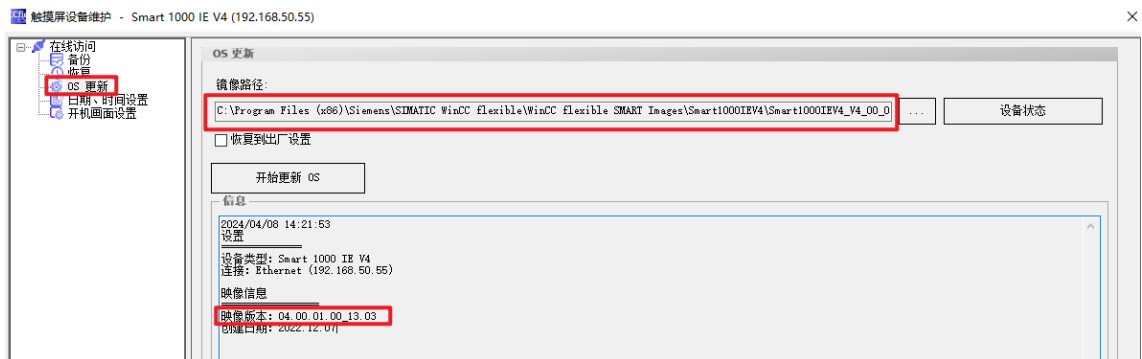 触摸屏设备维护 - Smart 1000 IE V4 (192.168.50.55)
在线访问
备份
恢复
OS 更新
日期、时间设置
开机画面设置
OS 更新
镜像路径:
C:\Program Files (x86)\Siemens\SIMATIC WinCC flexible\WinCC flexible SMART Images\Smart1000IEV4\Smart1000IEV4_V4_00_0
...
设备状态
恢复到出厂设置
开始更新 OS
信息
2024/04/08 14:21:53
设置
设备类型: Smart 1000 IE V4
连接: Ethernet (192.168.50.55)
映像信息
映像版本: 04.00.01.00_13.03
创建日期: 2022.12.07